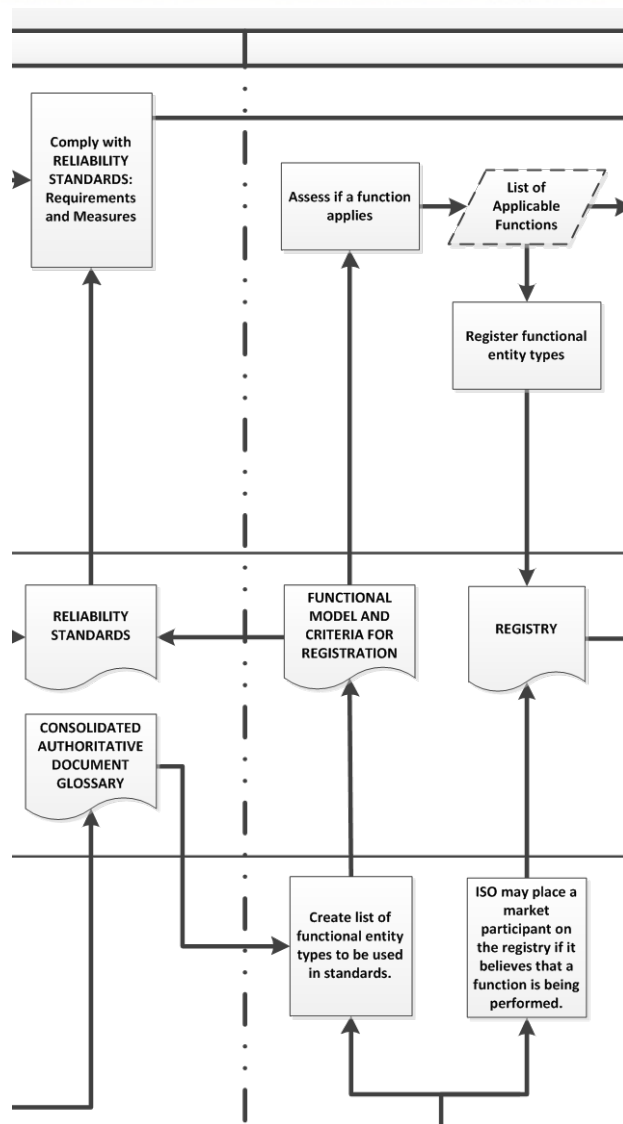 Comply with
RELIABILITY
STANDARDS:
Requirements
and Measures
Assess if a function
applies
List of
Applicable
Functions
Register functional
entity types
RELIABILITY
STANDARDS
FUNCTIONAL
MODEL AND
CRITERIA FOR
REGISTRATION
REGISTRY
CONSOLIDATED
AUTHORITATIVE
DOCUMENT
GLOSSARY
Create list of
functional entity
types to be used
in standards.
ISO may place a
market
participant on
the registry if it
believes that a
function is being
performed.